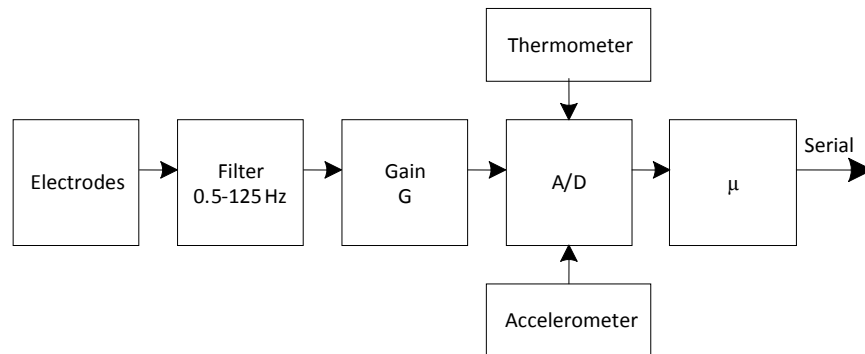 Thermometer
Electrodes
Filter
0.5-125 Hz
Gain
G
A/D
μ
Serial
Accelerometer